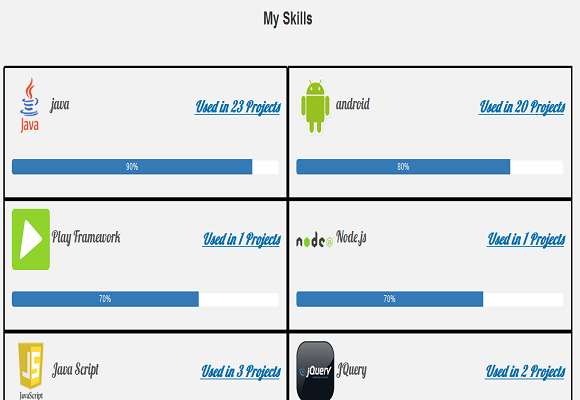 My Skills
Java
java
Used in 23 Projects
90%
android
Used in 20 Projects
80%
Play Framework
Used in 1 Projects
70%
node
Node.js
Used in 1 Projects
70%
JS
JavaScript
Java Script
Used in 3 Projects
jQuery
JQuery
Used in 2 Projects